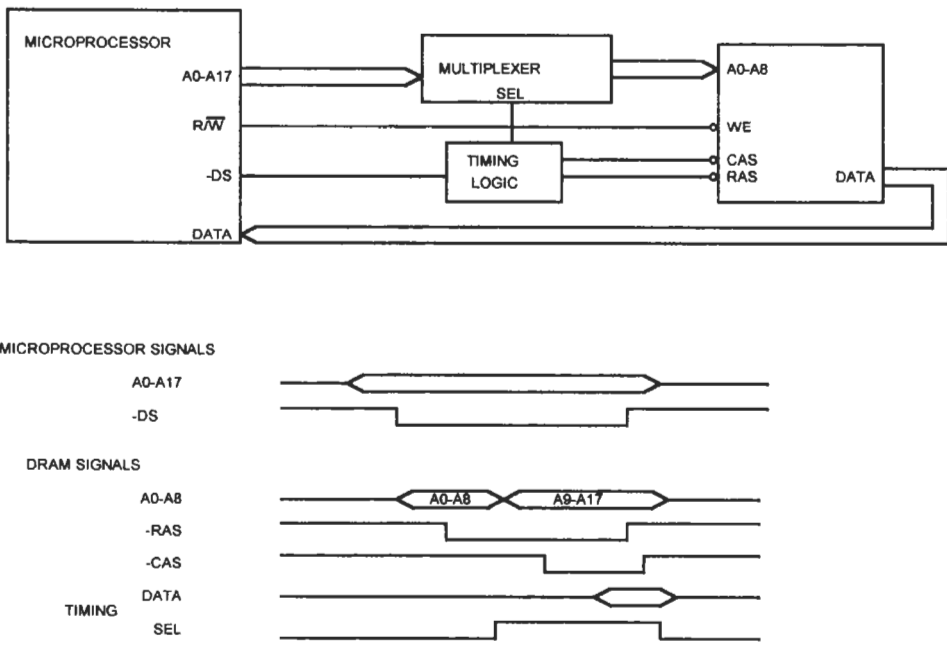 MICROPROCESSOR
A0-A17
R/W̅
-DS
DATA
MULTIPLEXER
SEL
TIMING
LOGIC
A0-A8
WE
CAS
RAS
DATA
MICROPROCESSOR SIGNALS
A0-A17
-DS
DRAM SIGNALS
A0-A8
A0-A8
A9-A17
-RAS
-CAS
DATA
TIMING
SEL